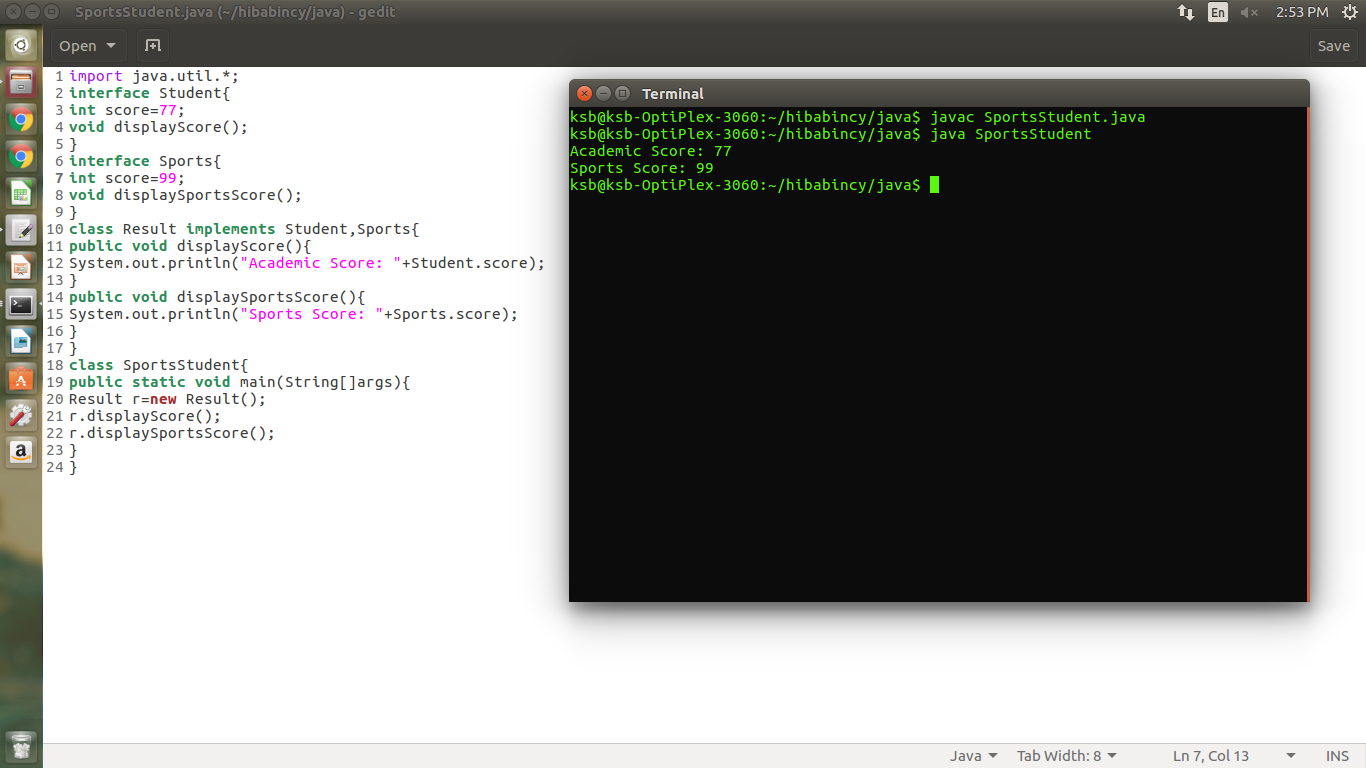 SportsStudent.java (~/hibabincy/java) - gedit
En
2:53 PM
Open
Save
1 import java.util.*;
2 interface Student{
3 int score=77;
4 void displayScore();
5 }
6 interface Sports{
7 int score=99;
8 void displaySportsScore();
9 }
10 class Result implements Student,Sports{
11 public void displayScore(){
12 System.out.println("Academic Score: "+Student.score);
13 }
14 public void displaySportsScore(){
15 System.out.println("Sports Score: "+Sports.score);
16 }
17 }
18 class SportsStudent{
19 public static void main(String[]args){
20 Result r=new Result();
21 r.displayScore();
22 r.displaySportsScore();
23 }
24 }
Terminal
ksb@ksb-OptiPlex-3060:~/hibabincy/java$ javac SportsStudent.java
ksb@ksb-OptiPlex-3060:~/hibabincy/java$ java SportsStudent
Academic Score: 77
Sports Score: 99
ksb@ksb-OptiPlex-3060:~/hibabincy/java$
Java
Tab Width: 8
Ln 7, Col 13
INS